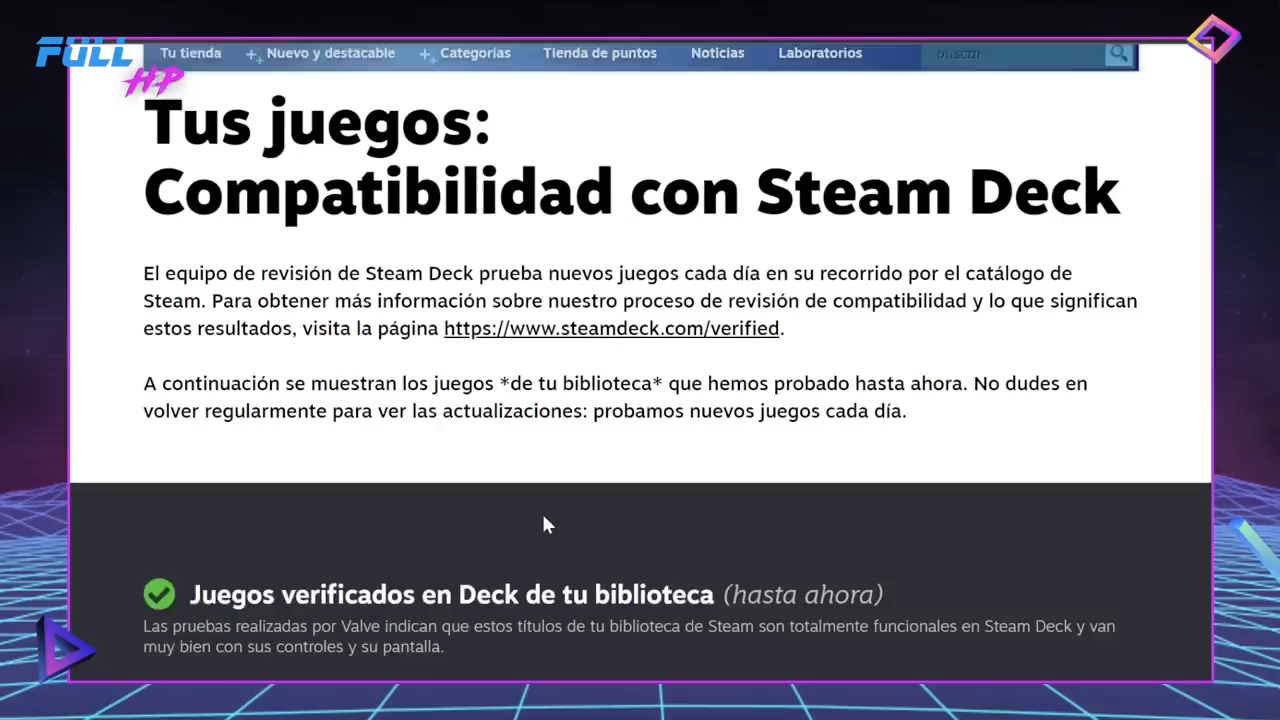 FULL
HP
Tu tienda Nuevo y destacable Categorías Tienda de puntos Noticias Laboratorios buscar
Tus juegos:
Compatibilidad con Steam Deck
El equipo de revisión de Steam Deck prueba nuevos juegos cada día en su recorrido por el catálogo de
Steam. Para obtener más información sobre nuestro proceso de revisión de compatibilidad y lo que significan
estos resultados, visita la página https://www.steamdeck.com/verified.
A continuación se muestran los juegos *de tu biblioteca* que hemos probado hasta ahora. No dudes en
volver regularmente para ver las actualizaciones: probamos nuevos juegos cada día.
Juegos verificados en Deck de tu biblioteca (hasta ahora)
Las pruebas realizadas por Valve indican que estos títulos de tu biblioteca de Steam son totalmente funcionales en Steam Deck y van
muy bien con sus controles y su pantalla.